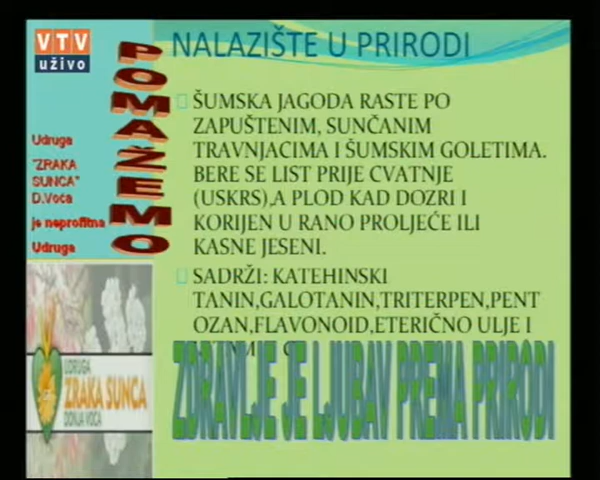 VTV
uživo
POMAŽEMO
Udruga
"ZRAKA
SUNCA"
D.Voca
je neprofitna
Udruga
UDRUGA
ZRAKA SUNCA
DONJA VOĆA
NALAZIŠTE U PRIRODI
ŠUMSKA JAGODA RASTE PO
ZAPUŠTENIM, SUNČANIM
TRAVNJACIMA I ŠUMSKIM GOLETIMA.
BERE SE LIST PRIJE CVATNJE
(USKRS),A PLOD KAD DOZRI I
KORIJEN U RANO PROLJEĆE ILI
KASNE JESENI.
SADRŽI: KATEHINSKI
TANIN,GALOTANIN,TRITERPEN,PENT
OZAN,FLAVONOID,ETERIČNO ULJE I
ZDRAVLJE JE LJUBAV PREMA PRIRODI